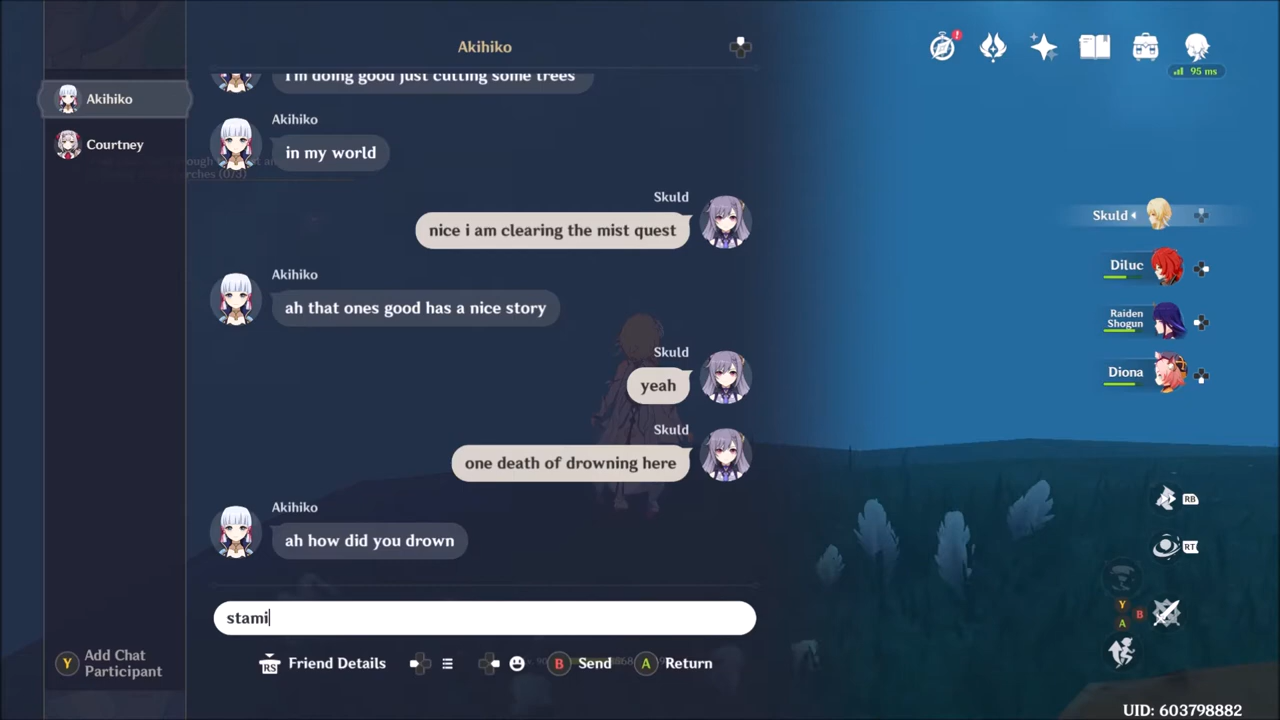 Akihiko
95 ms
I'm doing good just cutting some trees
Akihiko
Courtney
Akihiko
in my world
Skuld
nice i am clearing the mist quest
Akihiko
ah that ones good has a nice story
Skuld
yeah
Skuld
one death of drowning here
Akihiko
ah how did you drown
stami
Y
Add Chat
Participant
RS
Friend Details
B
Send
A
Return
Skuld
Diluc
Raiden
Shogun
Diona
RB
RT
Y
B
A
UID: 603798882